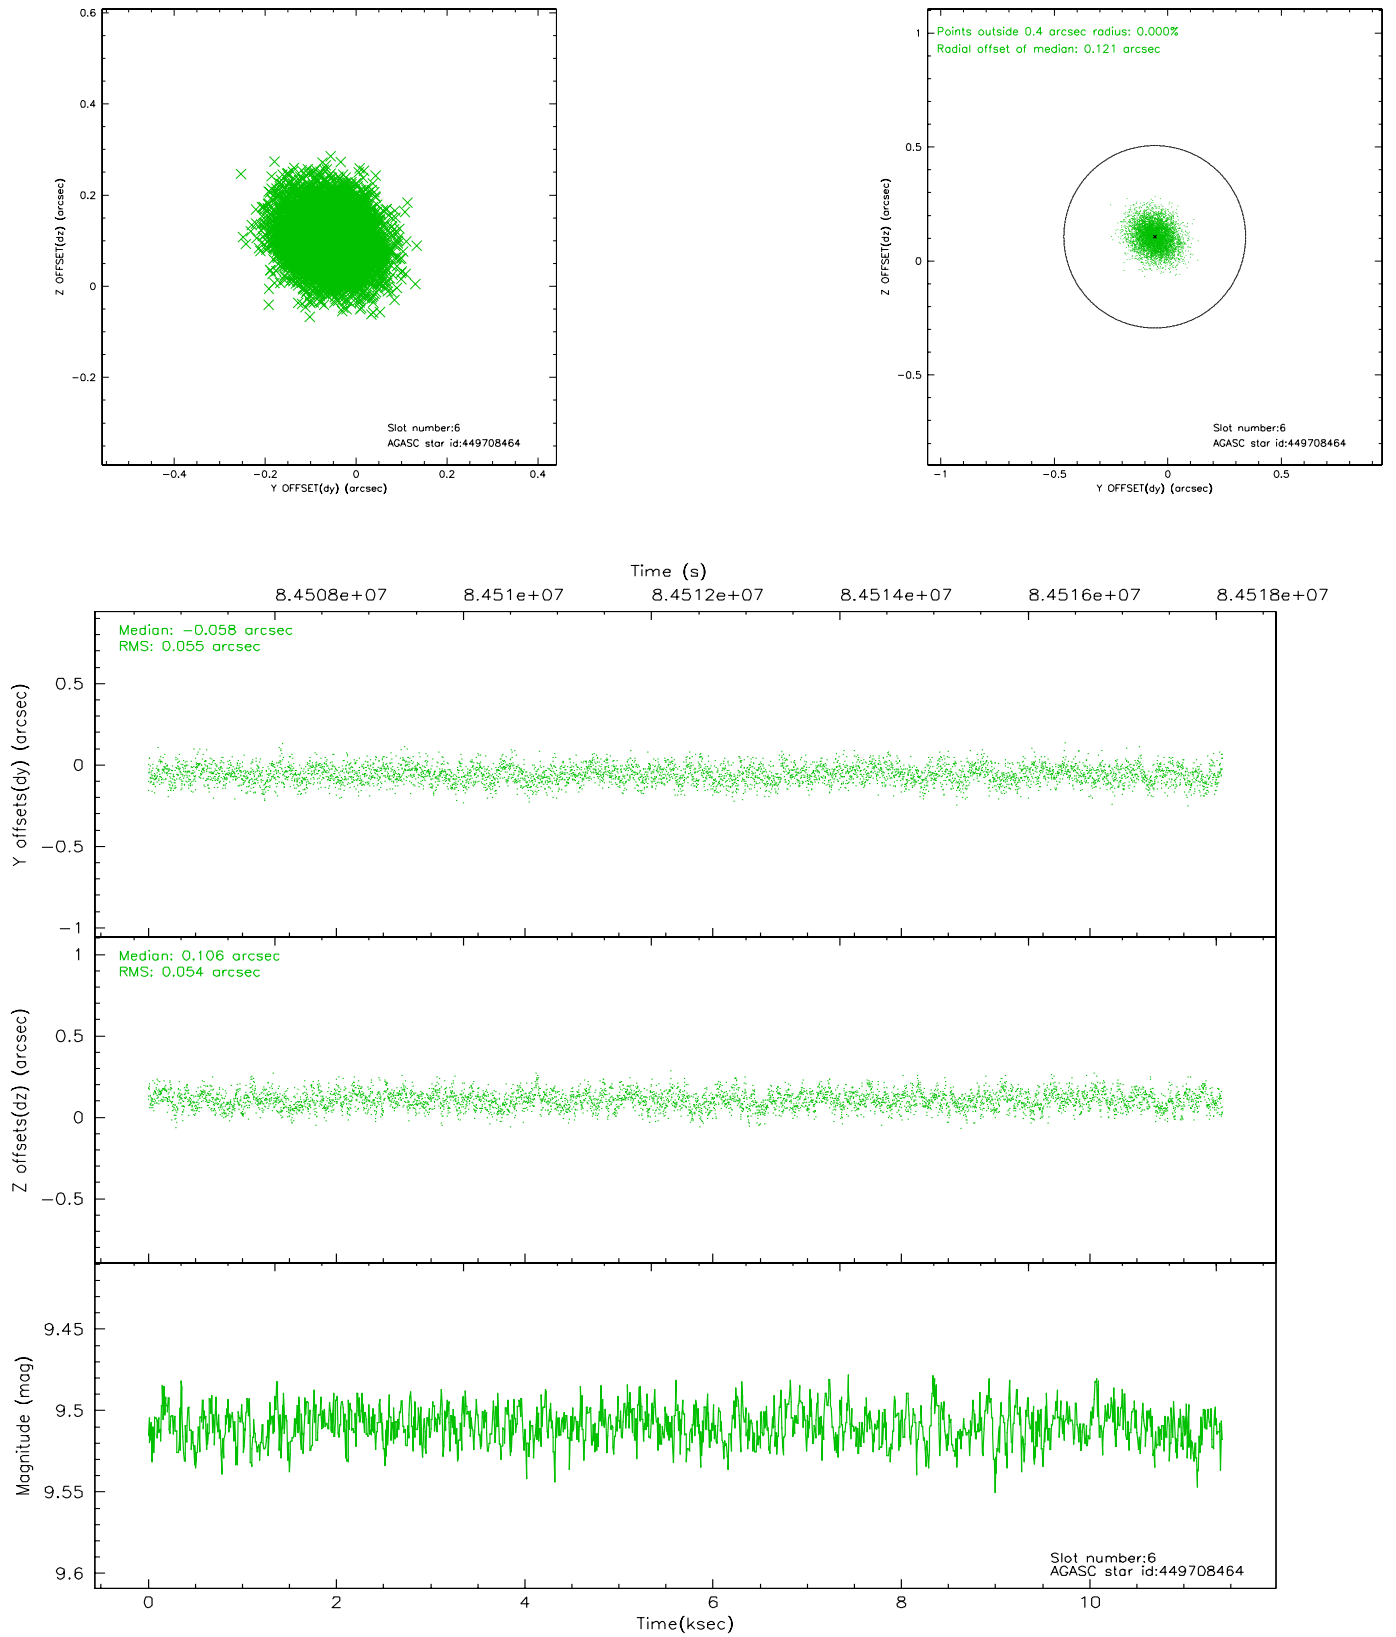 0.6
0.4
0.2
0
−0.2
−0.4
−0.2
0
0.2
0.4
Z OFFSET(dz) (arcsec)
Y OFFSET(dy) (arcsec)
Slot number:6
AGASC star id:449708464
Points outside 0.4 arcsec radius: 0.000%
Radial offset of median: 0.121 arcsec
1
0.5
0
−0.5
−1
−0.5
0
0.5
Z OFFSET(dz) (arcsec)
Y OFFSET(dy) (arcsec)
Slot number:6
AGASC star id:449708464
Time (s)
8.4508e+07
8.451e+07
8.4512e+07
8.4514e+07
8.4516e+07
8.4518e+07
Median: −0.058 arcsec
RMS: 0.055 arcsec
0.5
0
−0.5
−1
Y offsets(dy) (arcsec)
Median: 0.106 arcsec
RMS: 0.054 arcsec
1
0.5
0
−0.5
Z offsets(dz) (arcsec)
9.45
9.5
9.55
9.6
Magnitude (mag)
Slot number:6
AGASC star id:449708464
0
2
4
6
8
10
Time(ksec)